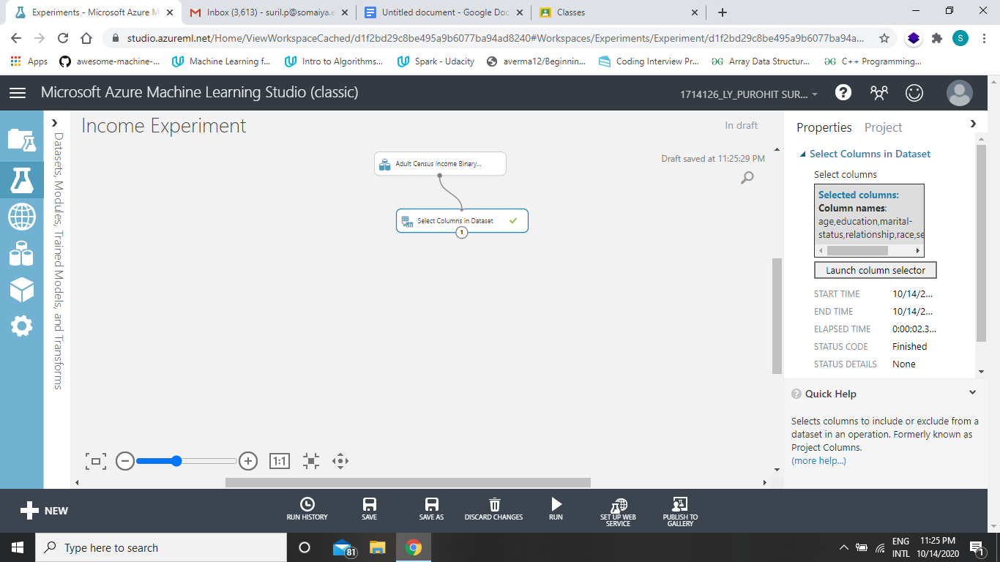 Experiments - Microsoft Azure M
Inbox (3,613) - suril.p@somaiya.e
Untitled document - Google Doc
Classes
studio.azureml.net/Home/ViewWorkspaceCached/d1f2bd29c8be495a9b6077ba94ad8240#Workspaces/Experiments/Experiment/d1f2bd29c8be495a9b6077ba94a...
S
Apps
awesome-machine-...
Machine Learning f...
Intro to Algorithms...
Spark - Udacity
averma12/Beginnin...
Coding Interview Pr...
Array Data Structur...
C++ Programming...
Microsoft Azure Machine Learning Studio (classic)
1714126_LY_PUROHIT SUR...
Datasets, Modules, Trained Models, and Transforms
Income Experiment
In draft
Draft saved at 11:25:29 PM
Adult Census Income Binary...
Select Columns in Dataset
1
1:1
Properties
Project
Select Columns in Dataset
Select columns
Selected columns:
Column names:
age,education,marital-
status,relationship,race,se
Launch column selector
START TIME 10/14/2...
END TIME 10/14/2...
ELAPSED TIME 0:00:02.3...
STATUS CODE Finished
STATUS DETAILS None
Quick Help
Selects columns to include or exclude from a
dataset in an operation. Formerly known as
Project Columns.
(more help...)
NEW
RUN HISTORY
SAVE
SAVE AS
DISCARD CHANGES
RUN
SET UP WEB
SERVICE
PUBLISH TO
GALLERY
Type here to search
81
ENG
INTL
11:25 PM
10/14/2020
1